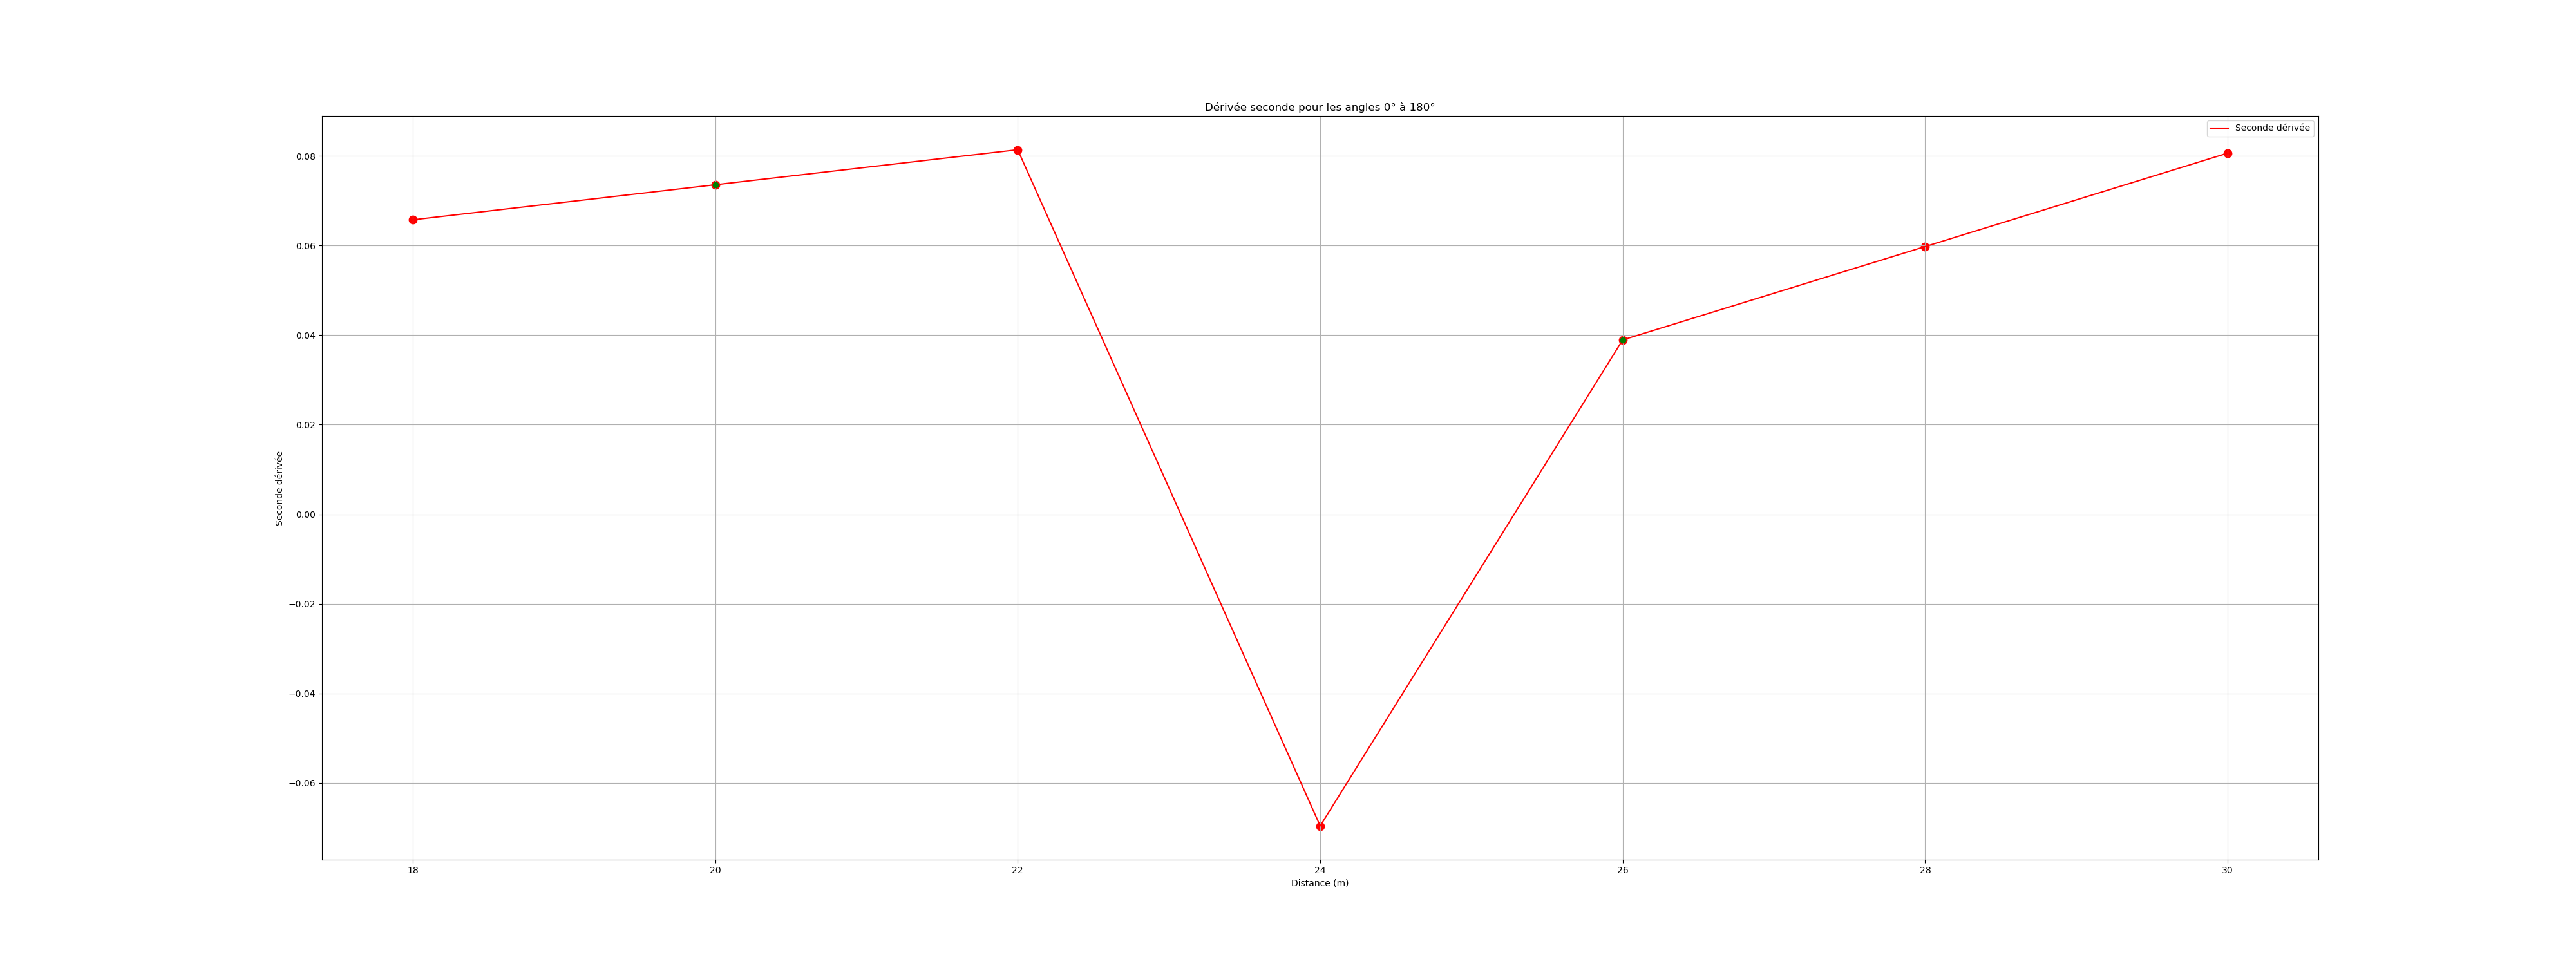 Dérivée seconde pour les angles 0° à 180°
Seconde dérivée
0.08
0.06
0.04
0.02
0.00
−0.02
−0.04
−0.06
Seconde dérivée
18 20 22 24 26 28 30
Distance (m)